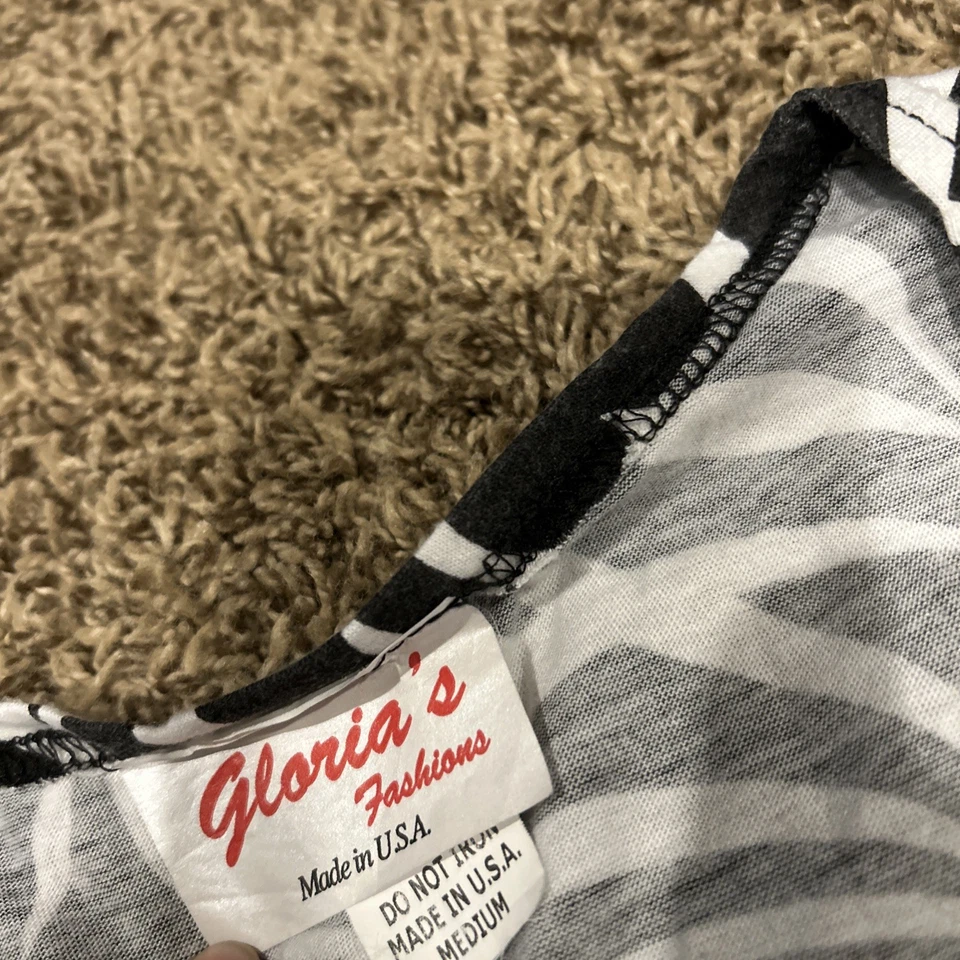 Gloria's
Fashions
Made in U.S.A.
DO NOT IRON
MADE IN U.S.A.
MEDIUM